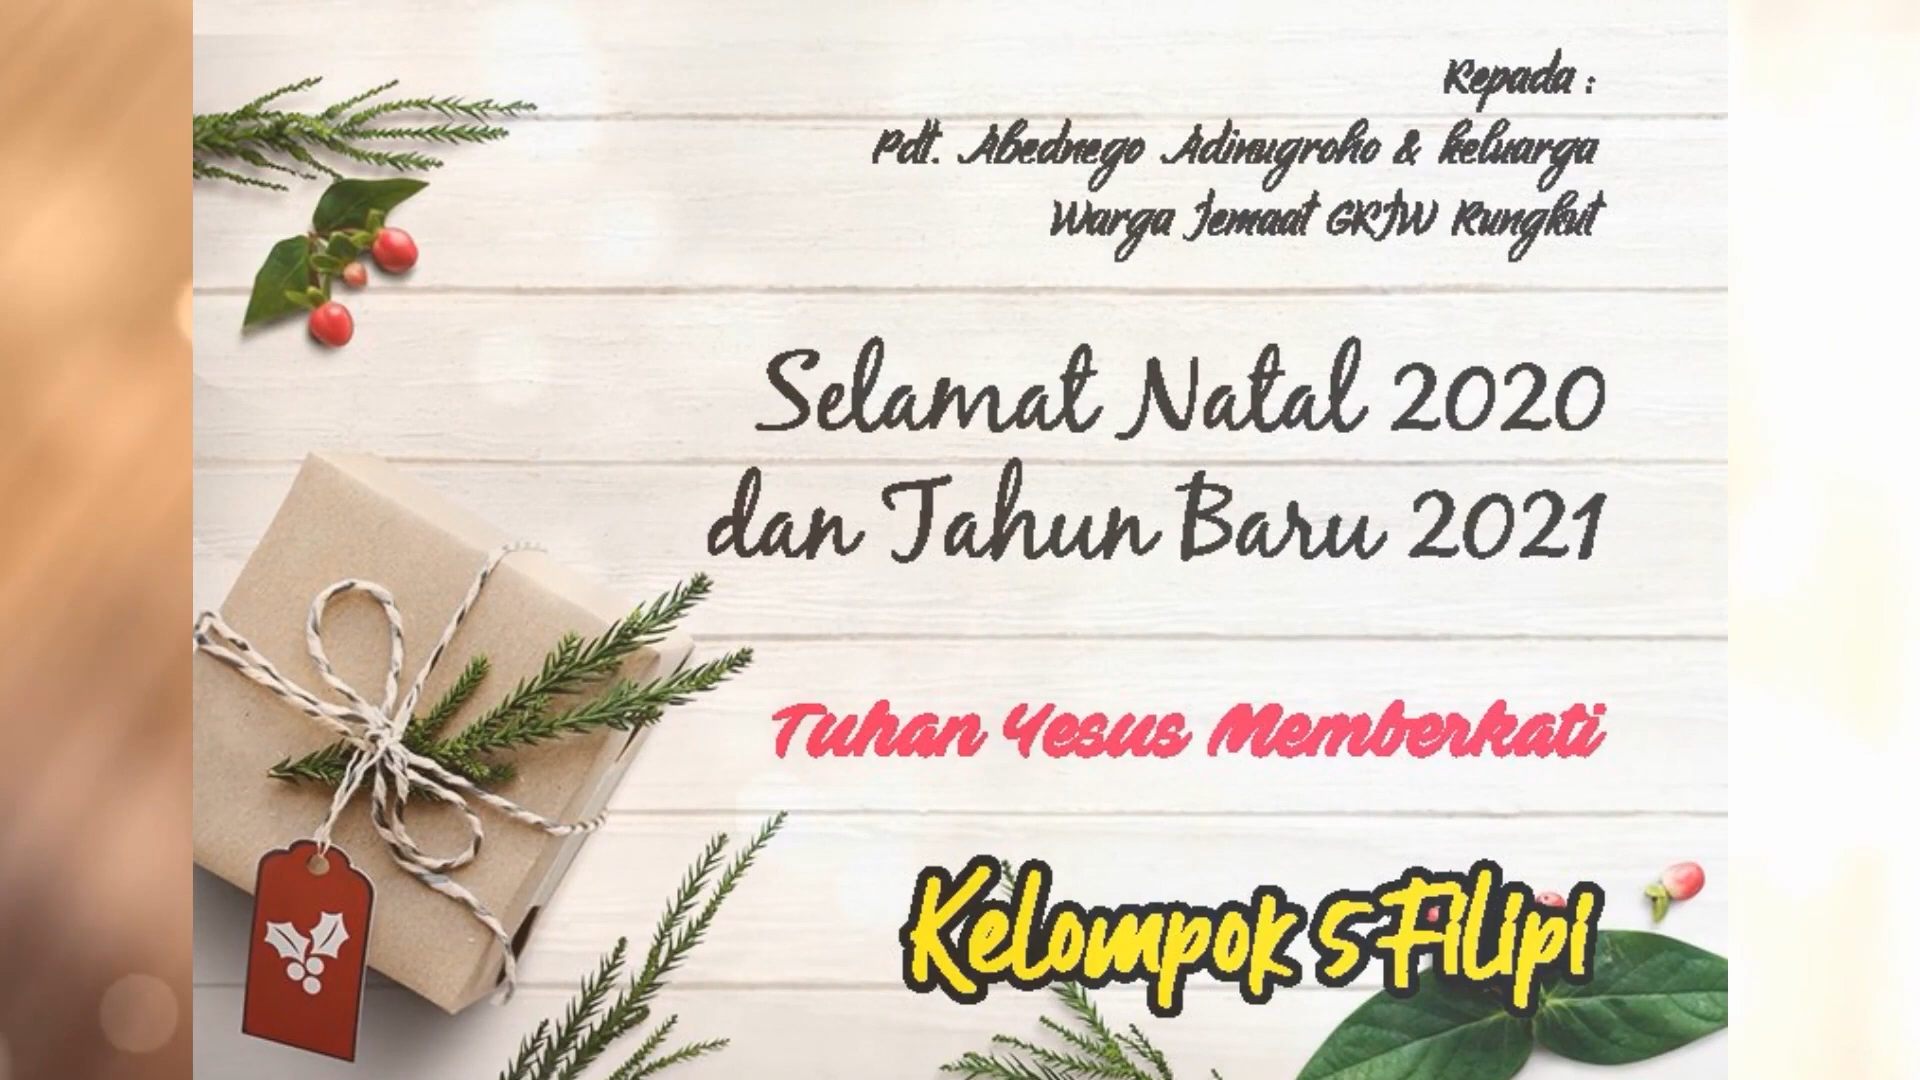 Kepada :
Pdt. Abednego Adinugroho & keluarga
Warga Jemaat GKJW Rungkut
Selamat Natal 2020
dan Tahun Baru 2021
Tuhan Yesus Memberkati
Kelompok 5 Filipi